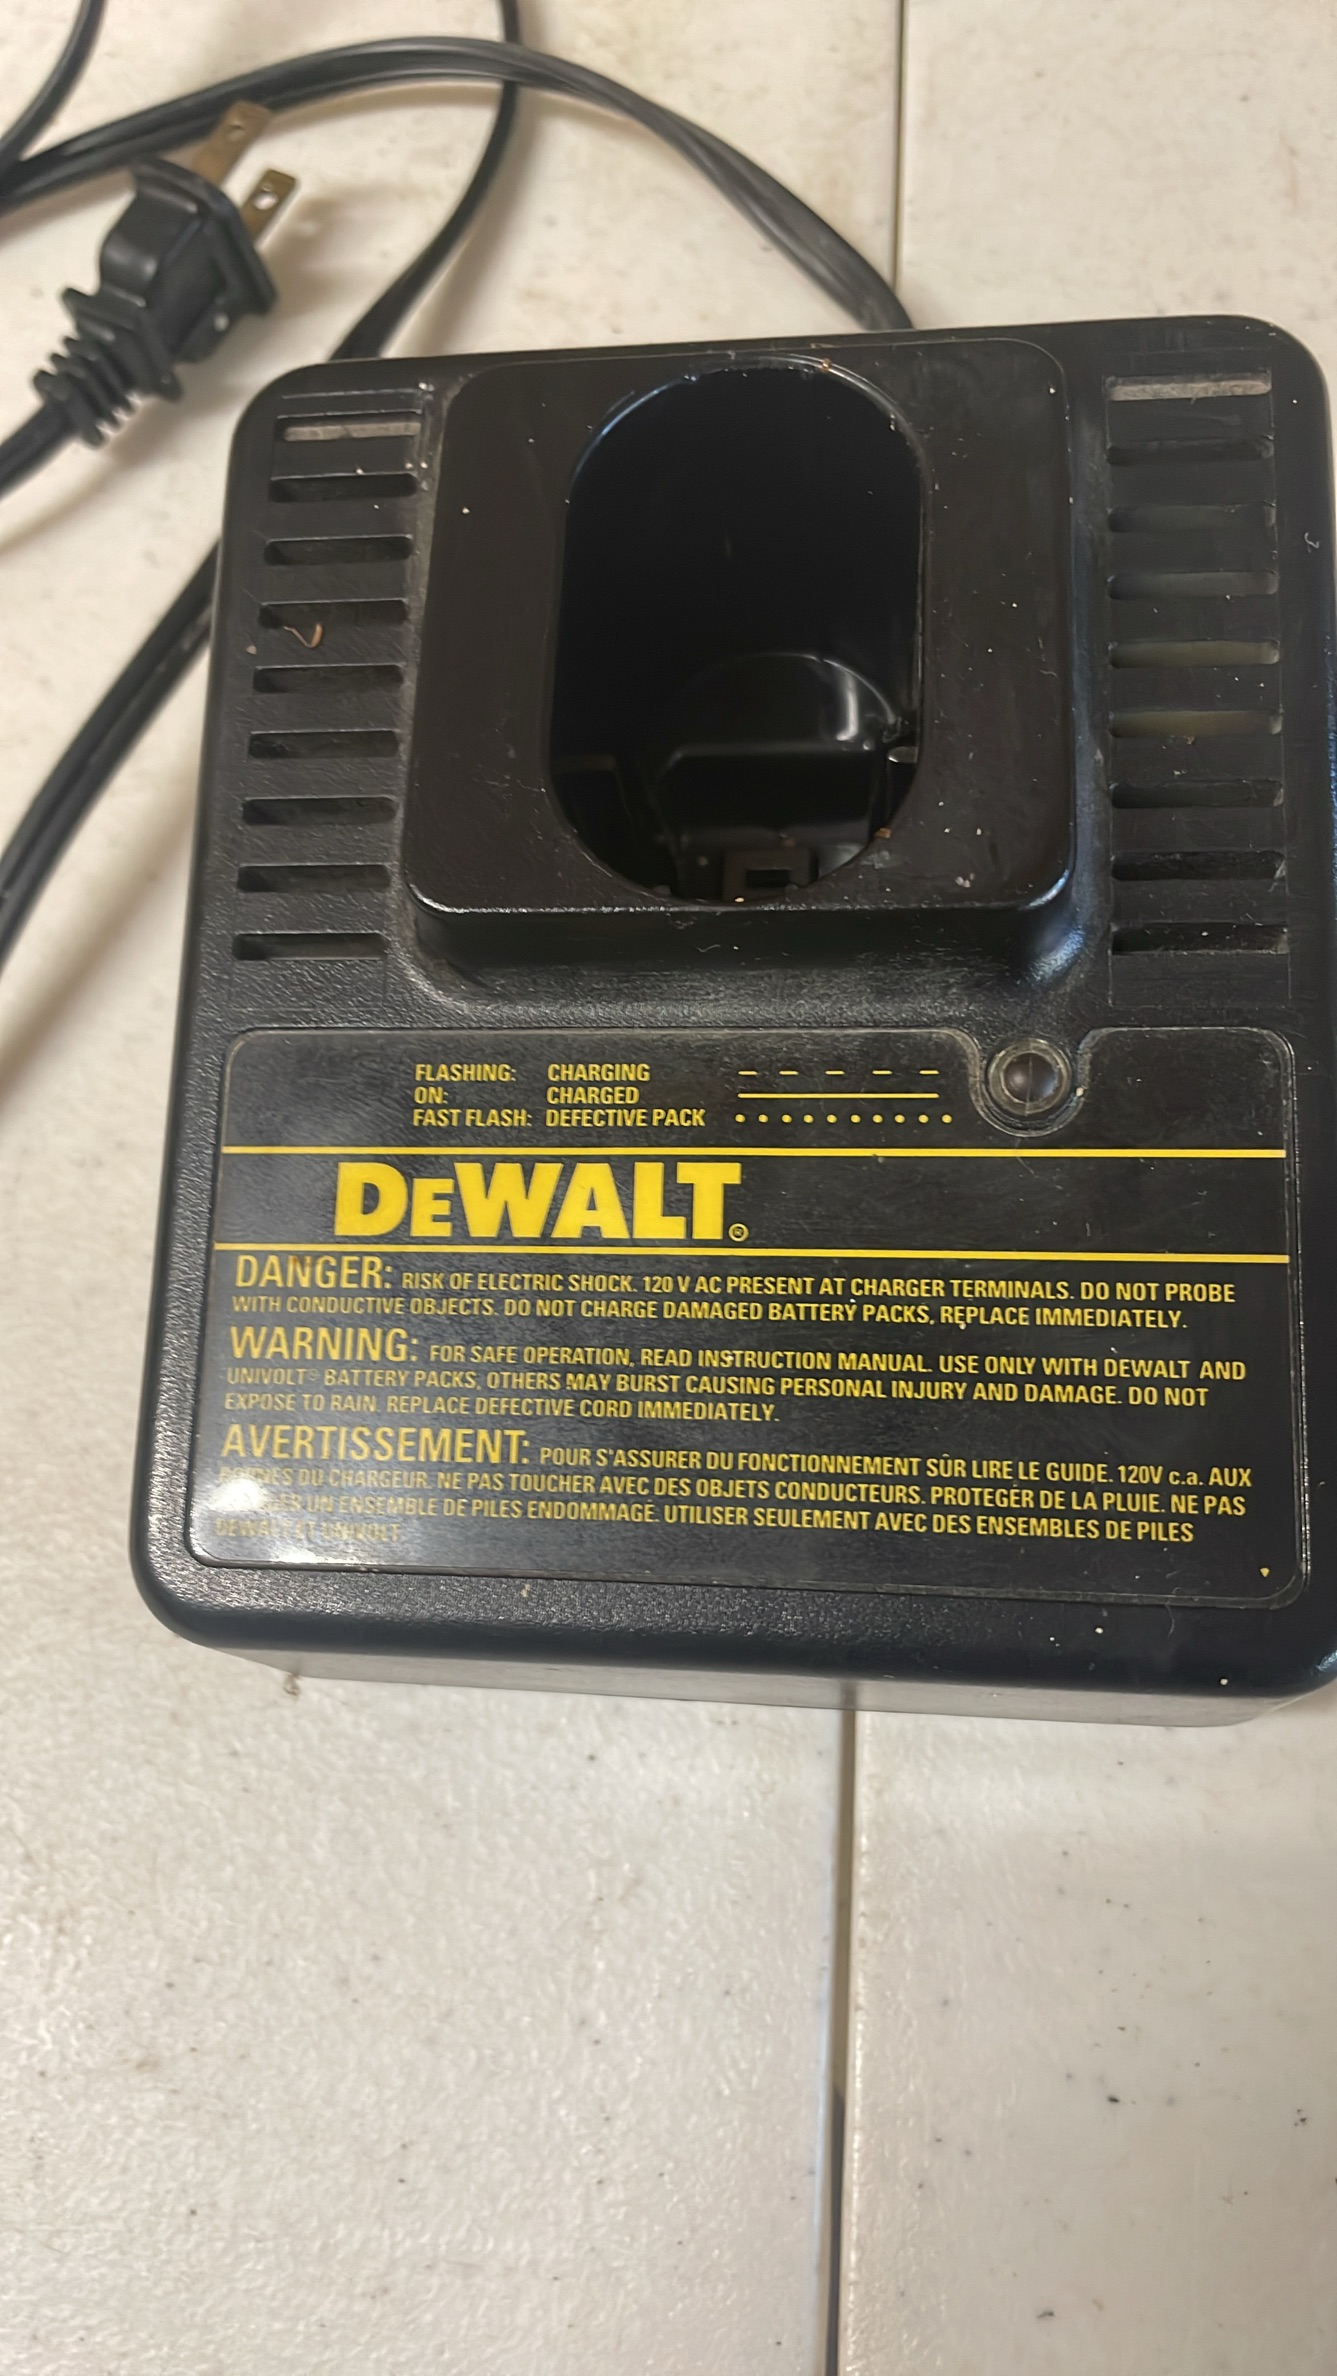 FLASHING: CHARGING
ON: CHARGED
FAST FLASH: DEFECTIVE PACK
DEWALT®
DANGER: RISK OF ELECTRIC SHOCK. 120 V AC PRESENT AT CHARGER TERMINALS. DO NOT PROBE
WITH CONDUCTIVE OBJECTS. DO NOT CHARGE DAMAGED BATTERY PACKS, REPLACE IMMEDIATELY.
WARNING: FOR SAFE OPERATION, READ INSTRUCTION MANUAL. USE ONLY WITH DEWALT AND
UNIVOLT® BATTERY PACKS, OTHERS MAY BURST CAUSING PERSONAL INJURY AND DAMAGE. DO NOT
EXPOSE TO RAIN. REPLACE DEFECTIVE CORD IMMEDIATELY.
AVERTISSEMENT: POUR S'ASSURER DU FONCTIONNEMENT SÛR LIRE LE GUIDE. 120V c.a. AUX
DU CHARGEUR. NE PAS TOUCHER AVEC DES OBJETS CONDUCTEURS. PROTEGER DE LA PLUIE. NE PAS
UN ENSEMBLE DE PILES ENDOMMAGÉ. UTILISER SEULEMENT AVEC DES ENSEMBLES DE PILES
DEWALT ET UNIVOLT.